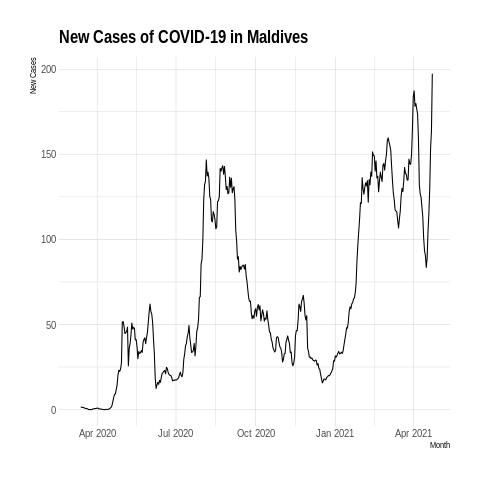 New Cases of COVID-19 in Maldives
New Cases
200
150
100
50
0
Apr 2020
Jul 2020
Oct 2020
Jan 2021
Apr 2021
Month